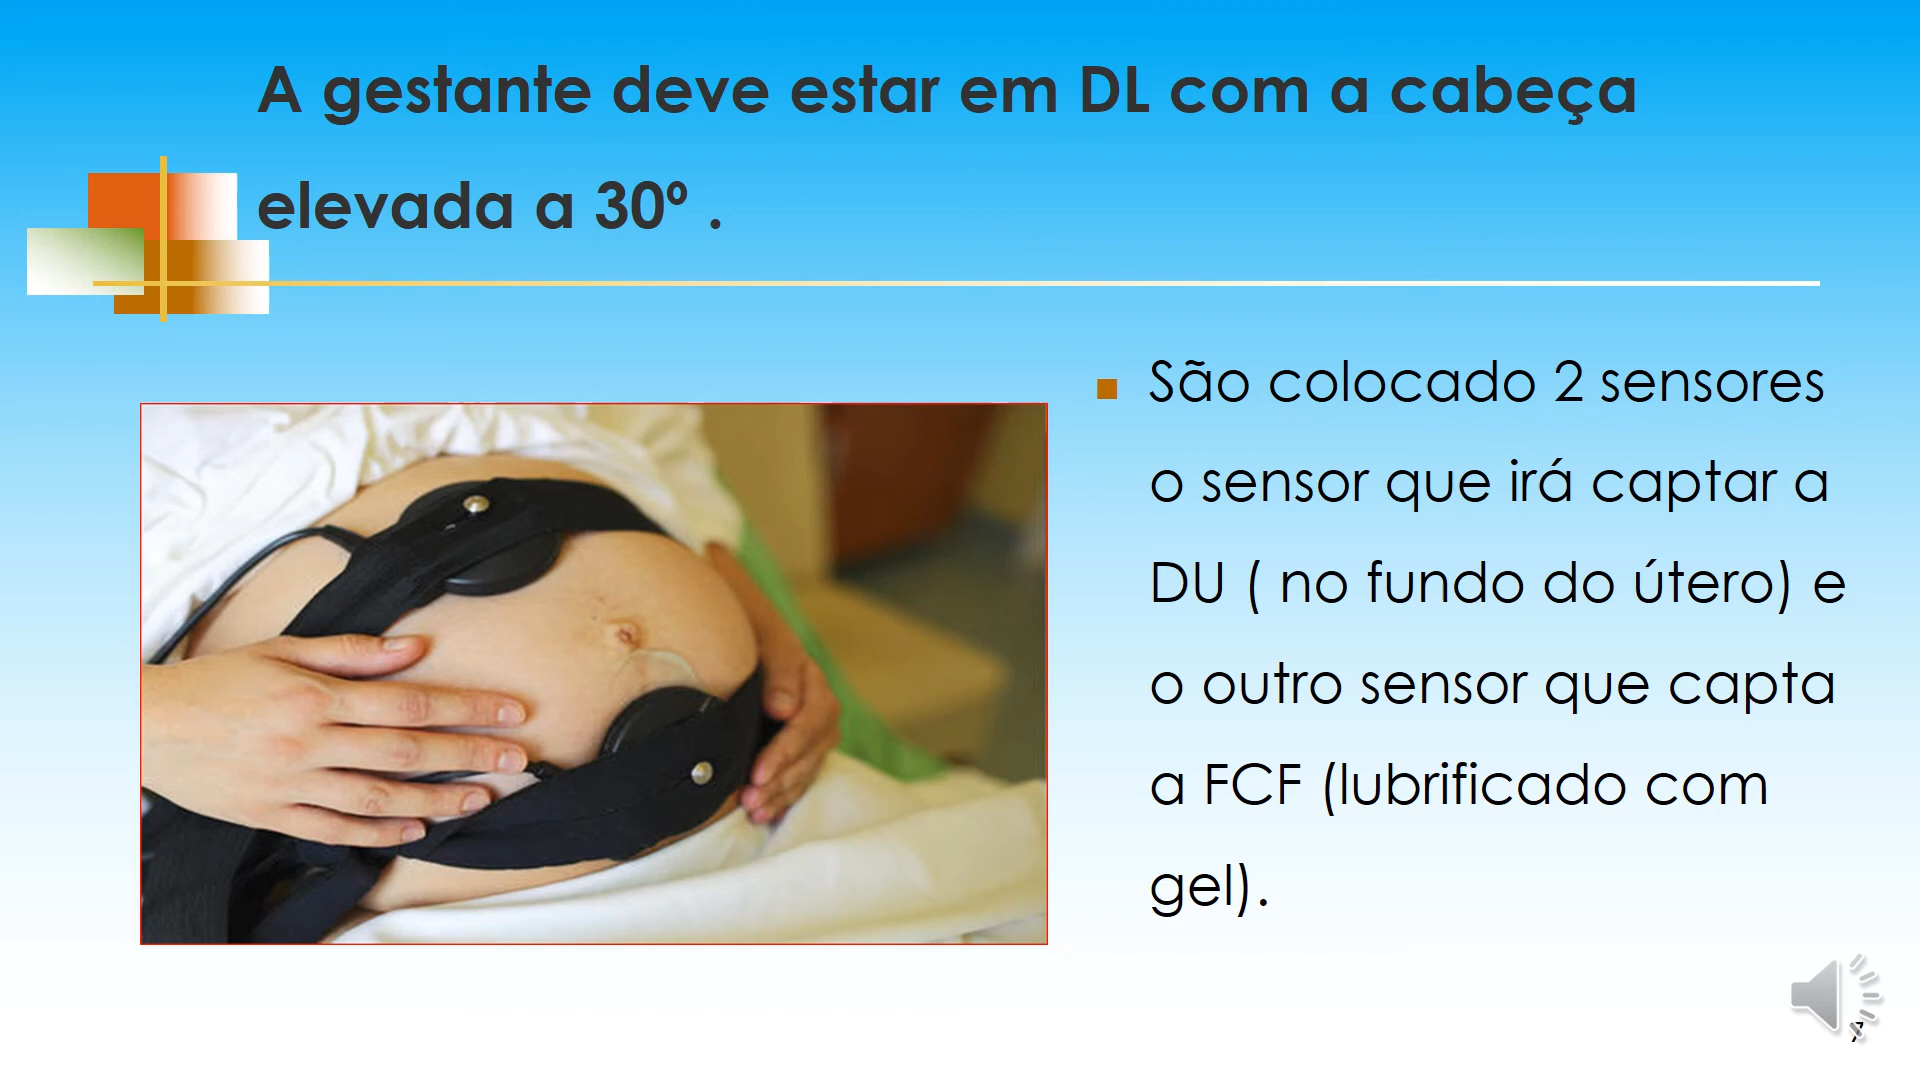 A gestante deve estar em DL com a cabeça
elevada a 30º .
São colocado 2 sensores
o sensor que irá captar a
DU ( no fundo do útero) e
o outro sensor que capta
a FCF (lubrificado com
gel).
7